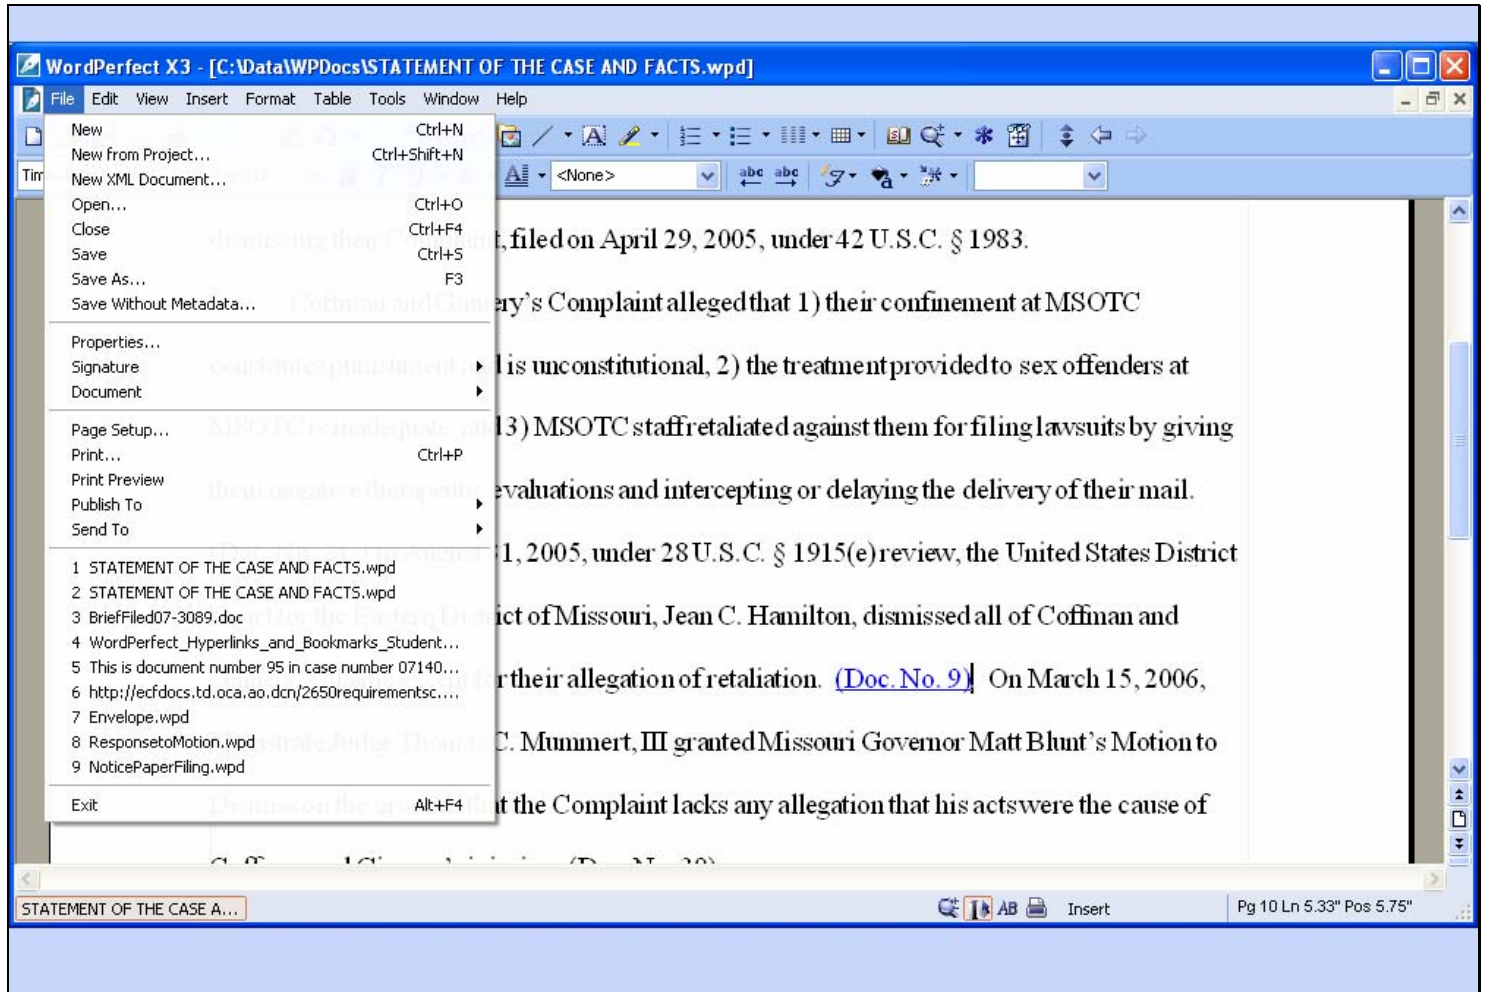 WordPerfect X3 - [C:\Data\WPDocs\STATEMENT OF THE CASE AND FACTS.wpd]
File Edit View Insert Format Table Tools Window Help
New Ctrl+N
New from Project... Ctrl+Shift+N
New XML Document...
Open... Ctrl+O
Close Ctrl+F4
Save Ctrl+S
Save As... F3
Save Without Metadata...
Properties...
Signature
Document
Page Setup...
Print... Ctrl+P
Print Preview
Publish To
Send To
1 STATEMENT OF THE CASE AND FACTS.wpd
2 STATEMENT OF THE CASE AND FACTS.wpd
3 BriefFiled07-3089.doc
4 WordPerfect_Hyperlinks_and_Bookmarks_Student...
5 This is document number 95 in case number 07140...
6 http://ecfdocs.td.oca.ao.dcn/2650requirementsc....
7 Envelope.wpd
8 ResponsetoMotion.wpd
9 NoticePaperFiling.wpd
Exit Alt+F4
Tim
<None>
abc abc
, filed on April 29, 2005, under 42 U.S.C. § 1983.
ery's Complaint alleged that 1) their confinement at MSOTC
is unconstitutional, 2) the treatment provided to sex offenders at
3) MSOTC staff retaliated against them for filing lawsuits by giving
evaluations and intercepting or delaying the delivery of their mail.
1, 2005, under 28 U.S.C. § 1915(e) review, the United States District
ict of Missouri, Jean C. Hamilton, dismissed all of Coffman and
r their allegation of retaliation. (Doc. No. 9) On March 15, 2006,
C. Mummert, III granted Missouri Governor Matt Blunt's Motion to
t the Complaint lacks any allegation that his acts were the cause of
STATEMENT OF THE CASE A...
AB Insert Pg 10 Ln 5.33" Pos 5.75"